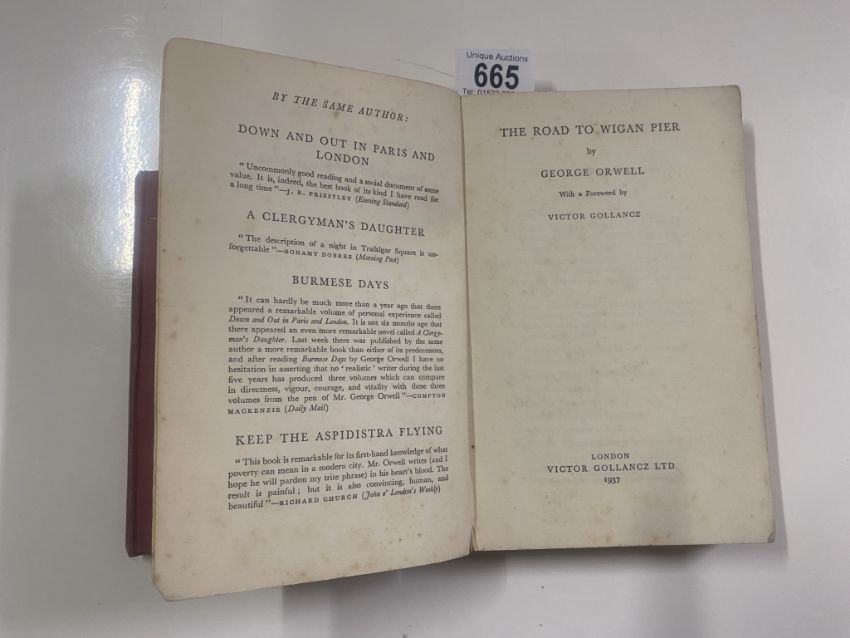 BY THE SAME AUTHOR:
DOWN AND OUT IN PARIS AND
LONDON
"Uncommonly good reading and a social document of some
value. It is, indeed, the best book of its kind I have read for
a long time"—J. B. PRIESTLEY (Evening Standard)
A CLERGYMAN'S DAUGHTER
"The description of a night in Trafalgar Square is un-
forgettable"—BONAMY DOBREE (Morning Post)
BURMESE DAYS
"It can hardly be much more than a year ago that there
appeared a remarkable volume of personal experience called
Down and Out in Paris and London. It is not six months ago that
there appeared an even more remarkable novel called A Clergy-
man's Daughter. Last week there was published by the same
author a more remarkable book than either of its predecessors,
and after reading Burmese Days by George Orwell I have no
hesitation in asserting that no 'realistic' writer during the last
five years has produced three volumes which can compare
in directness, vigour, courage, and vitality with these three
volumes from the pen of Mr. George Orwell"—COMPTON
MACKENZIE (Daily Mail)
KEEP THE ASPIDISTRA FLYING
"This book is remarkable for its first-hand knowledge of what
poverty can mean in a modern city. Mr. Orwell writes (and I
hope he will pardon my trite phrase) in his heart's blood. The
result is painful; but it is also convincing, human, and
beautiful"—RICHARD CHURCH (John o' London's Weekly)
Unique Auctions
665
Tel: 01522
THE ROAD TO WIGAN PIER
by
GEORGE ORWELL
With a Foreword by
VICTOR GOLLANCZ
LONDON
VICTOR GOLLANCZ LTD
1937